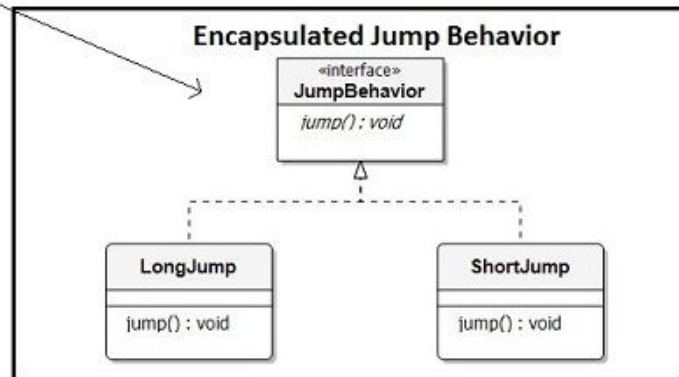 Encapsulated Jump Behavior
«interface»
JumpBehavior
jump() : void
LongJump
jump() : void
ShortJump
jump() : void